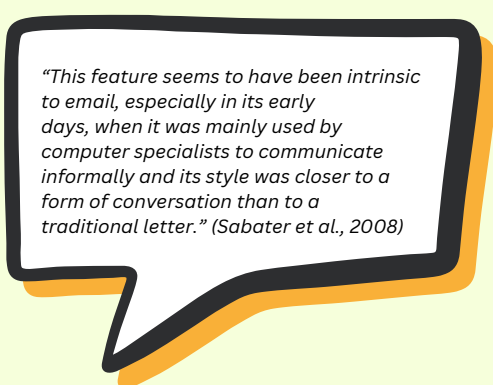 “This feature seems to have been intrinsic
to email, especially in its early
days, when it was mainly used by
computer specialists to communicate
informally and its style was closer to a
form of conversation than to a
traditional letter.” (Sabater et al., 2008)